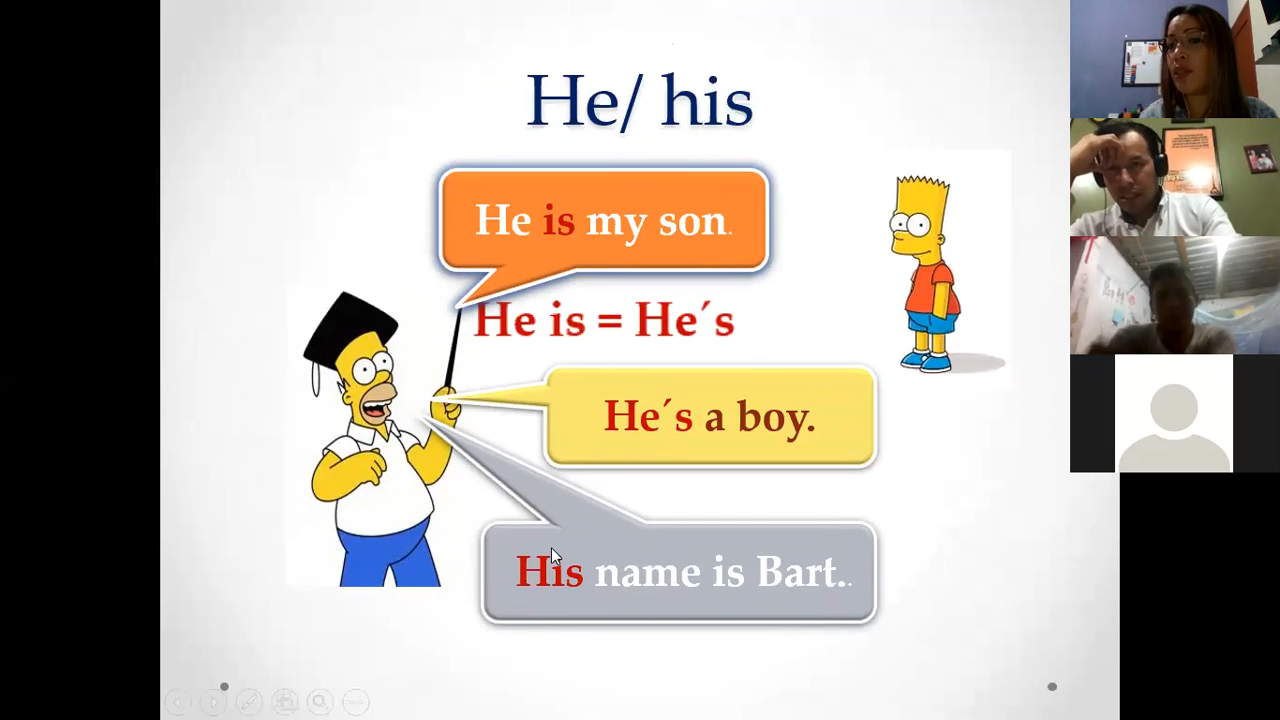 He/ his
He is my son.
He is = He´s
He´s a boy.
His name is Bart..